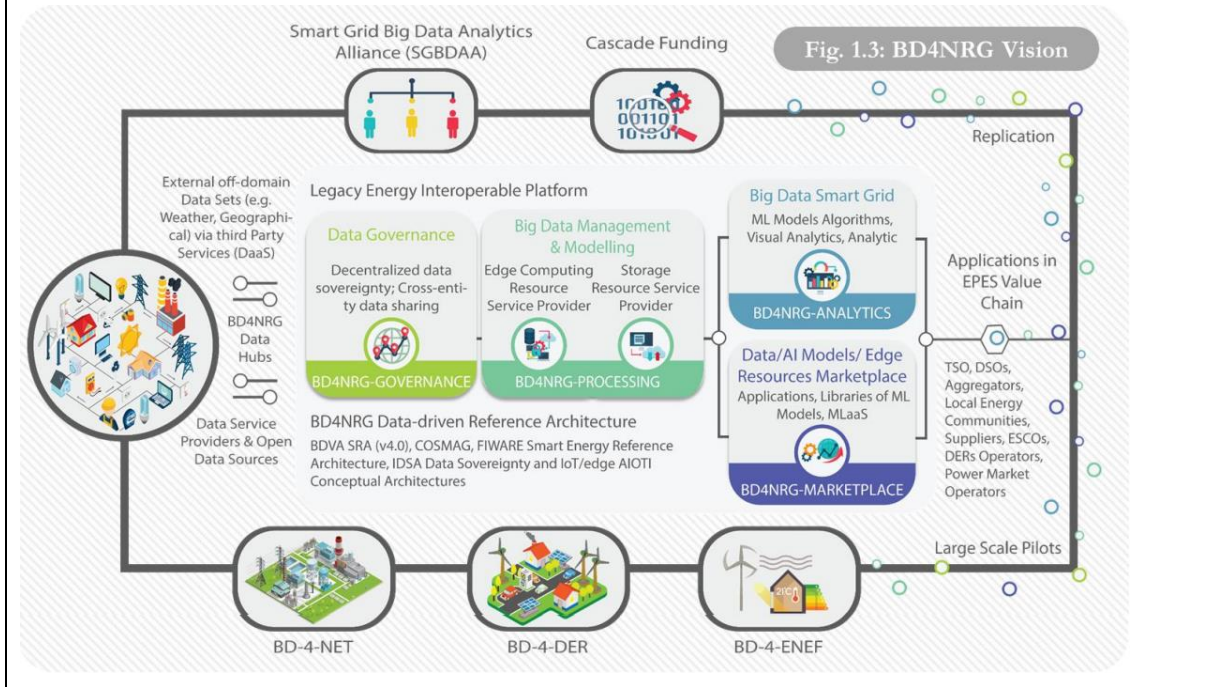 Smart Grid Big Data Analytics
Alliance (SGBDAA)
Cascade Funding
Fig. 1.3: BD4NRG Vision
100101
001101
101001
Replication
External off-domain
Data Sets (e.g.
Weather, Geographi-
cal) via third Party
Services (DaaS)
BD4NRG
Data
Hubs
Data Service
Providers & Open
Data Sources
Legacy Energy Interoperable Platform
Data Governance
Decentralized data
sovereignty; Cross-enti-
ty data sharing
BD4NRG-GOVERNANCE
Big Data Management
& Modelling
Edge Computing
Resource
Service Provider
Storage
Resource Service
Provider
BD4NRG-PROCESSING
Big Data Smart Grid
ML Models Algorithms,
Visual Analytics, Analytic
BD4NRG-ANALYTICS
Data/AI Models/ Edge
Resources Marketplace
Applications, Libraries of ML
Models, MLaaS
BD4NRG-MARKETPLACE
BD4NRG Data-driven Reference Architecture
BDVA SRA (v4.0), COSMAG, FIWARE Smart Energy Reference
Architecture, IDSA Data Sovereignty and IoT/edge AIOTI
Conceptual Architectures
Applications in
EPES Value
Chain
TSO, DSOs,
Aggregators,
Local Energy
Communities,
Suppliers, ESCOs,
DERs Operators,
Power Market
Operators
Large Scale Pilots
BD-4-NET
BD-4-DER
21°C
BD-4-ENEF